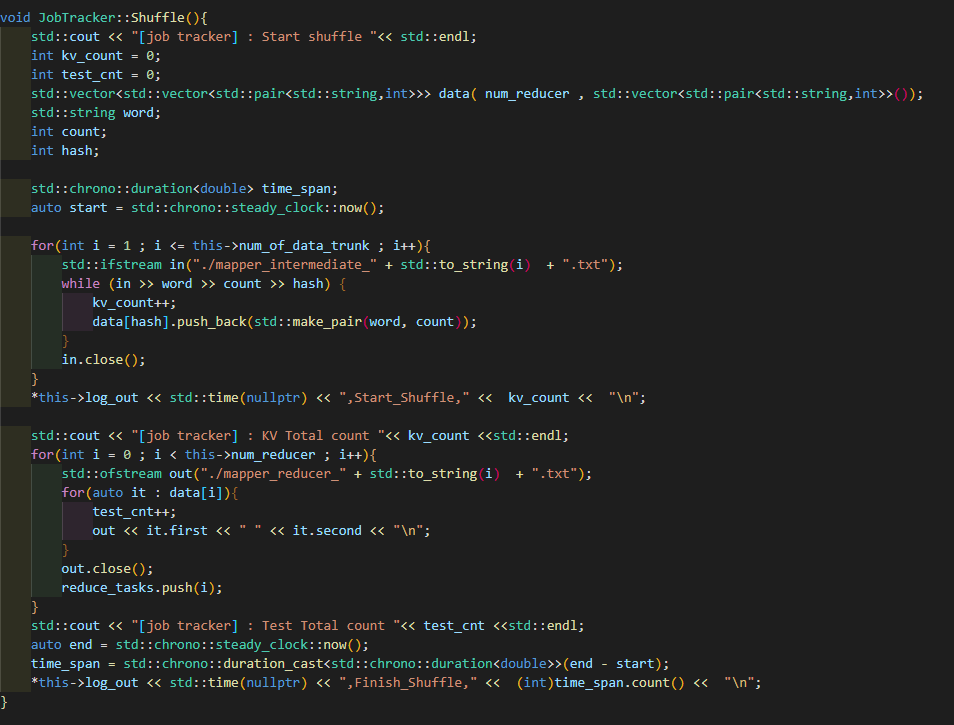 void JobTracker::Shuffle(){
    std::cout << "[job tracker] : Start shuffle "<< std::endl;
    int kv_count = 0;
    int test_cnt = 0;
    std::vector<std::vector<std::pair<std::string,int>>> data( num_reducer , std::vector<std::pair<std::string,int>>());
    std::string word;
    int count;
    int hash;

    std::chrono::duration<double> time_span;
    auto start = std::chrono::steady_clock::now();

    for(int i = 1 ; i <= this->num_of_data_trunk ; i++){
        std::ifstream in("./mapper_intermediate_" + std::to_string(i)  + ".txt");
        while (in >> word >> count >> hash) {
            kv_count++;
            data[hash].push_back(std::make_pair(word, count));
        }
        in.close();
    }
    *this->log_out << std::time(nullptr) << ",Start_Shuffle," <<  kv_count <<  "\n";

    std::cout << "[job tracker] : KV Total count "<< kv_count <<std::endl;
    for(int i = 0 ; i < this->num_reducer ; i++){
        std::ofstream out("./mapper_reducer_" + std::to_string(i)  + ".txt");
        for(auto it : data[i]){
            test_cnt++;
            out << it.first << " " << it.second << "\n";
        }
        out.close();
        reduce_tasks.push(i);
    }
    std::cout << "[job tracker] : Test Total count "<< test_cnt <<std::endl;
    auto end = std::chrono::steady_clock::now();
    time_span = std::chrono::duration_cast<std::chrono::duration<double>>(end - start);
    *this->log_out << std::time(nullptr) << ",Finish_Shuffle," <<  (int)time_span.count() <<  "\n";
}